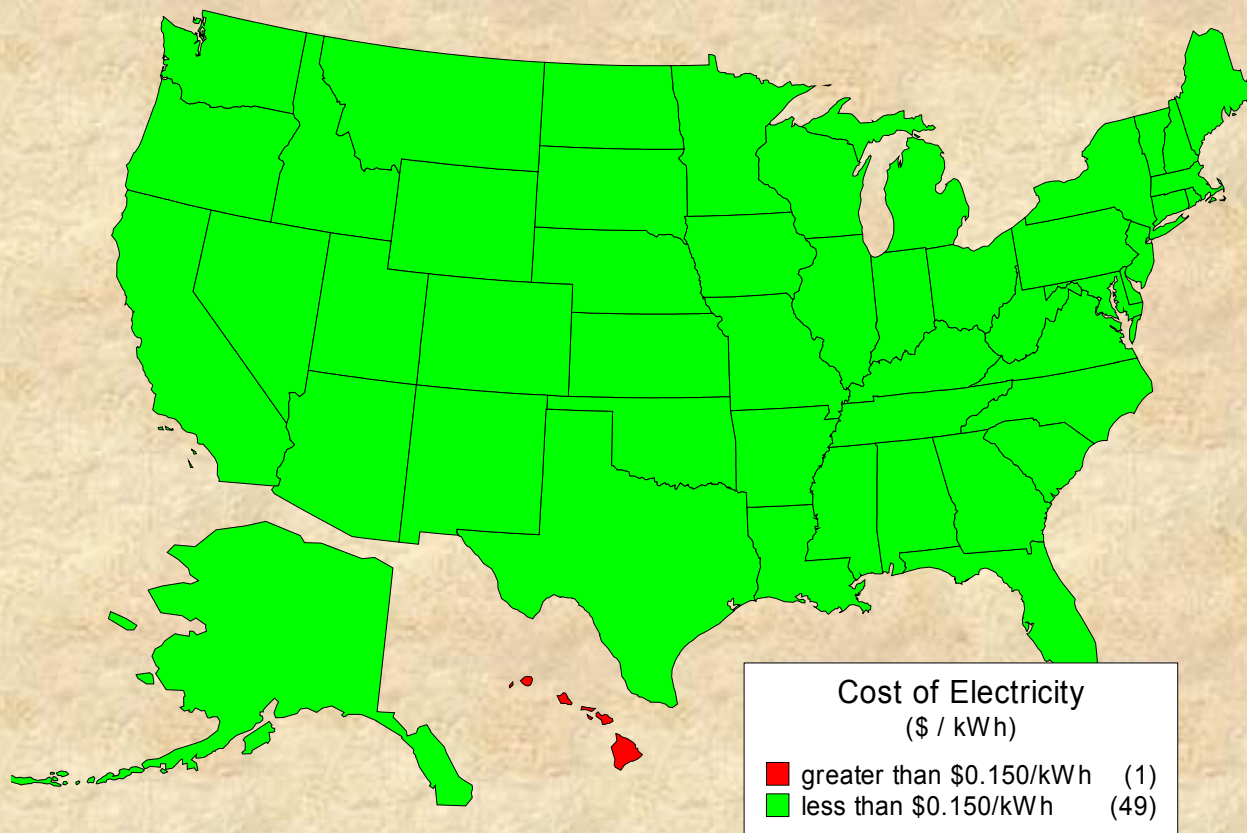 Cost of Electricity
($ / kWh)
greater than $0.150/kWh (1)
less than $0.150/kWh (49)